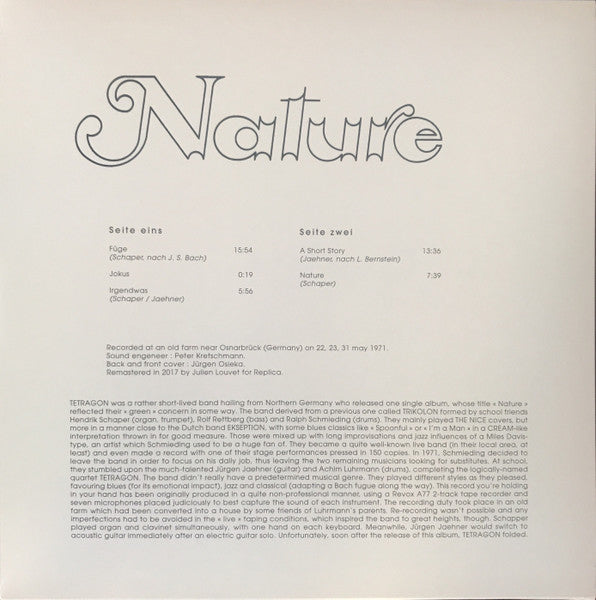 Nature
Seite eins
Füge 15:54
(Schaper, nach J. S. Bach)
Jokus 0:19
Irgendwas 5:56
(Schaper / Jaehner)
Seite zwei
A Short Story 13:36
(Jaehner, nach L. Bernstein)
Nature 7:39
(Schaper)
Recorded at an old farm near Osnarbrück (Germany) on 22, 23, 31 may 1971.
Sound engeneer : Peter Kretschmann.
Back and front cover : Jürgen Osieka.
Remastered in 2017 by Julien Louvet for Replica.
TETRAGON was a rather short-lived band hailing from Northern Germany who released one single album, whose title « Nature »
reflected their « green » concern in some way. The band derived from a previous one called TRIKOLON formed by school friends
Hendrik Schaper (organ, trumpet), Rolf Rettberg (bass) and Ralph Schmieding (drums). They mainly played THE NICE covers, but
more in a manner close to the Dutch band EKSEPTION, with some blues classics like « Spoonful » or « I'm a Man » in a CREAM-like
interpretation thrown in for good measure. Those were mixed up with long improvisations and jazz influences of a Miles Davis-
type, an artist which Schmieding used to be a huge fan of. They became a quite well-known live band (in their local area, at
least) and even made a record with one of their stage performances pressed in 150 copies. In 1971, Schmieding decided to
leave the band in order to focus on his daily job, thus leaving the two remaining musicians looking for substitutes. At school,
they stumbled upon the much-talented Jürgen Jaehner (guitar) and Achim Luhrmann (drums), completing the logically-named
quartet TETRAGON. The band didn't really have a predetermined musical genre. They played different styles as they pleased,
favouring blues (for its emotional impact), jazz and classical (adapting a Bach fugue along the way). This record you're holding
in your hand has been originally produced in a quite non-professional manner, using a Revox A77 2-track tape recorder and
seven microphones placed judiciously to best capture the sound of each instrument. The recording duty took place in an old
farm which had been converted into a house by some friends of Luhrmann's parents. Re-recording wasn't possible and any
imperfections had to be avoided in the « live » taping conditions, which inspired the band to great heights, though. Schapper
played organ and clavinet simultaneously, with one hand on each keyboard. Meanwhile, Jürgen Jaehner would switch to
acoustic guitar immediately after an electric guitar solo. Unfortunately, soon after the release of this album, TETRAGON folded.